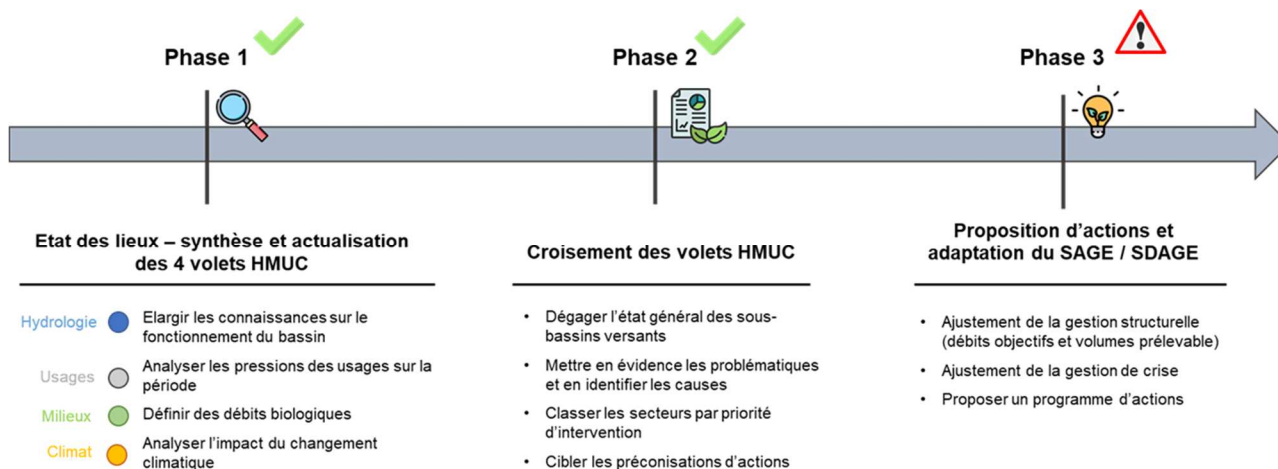 Phase 1
Phase 2
Phase 3
Etat des lieux – synthèse et actualisation
des 4 volets HMUC
Hydrologie
Elargir les connaissances sur le
fonctionnement du bassin
Usages
Analyser les pressions des usages sur la
période
Milieux
Définir des débits biologiques
Climat
Analyser l'impact du changement
climatique
Croisement des volets HMUC
• Dégager l'état général des sous-
bassins versants
• Mettre en évidence les problématiques
et en identifier les causes
• Classer les secteurs par priorité
d'intervention
• Cibler les préconisations d'actions
Proposition d'actions et
adaptation du SAGE / SDAGE
• Ajustement de la gestion structurelle
(débits objectifs et volumes prélevable)
• Ajustement de la gestion de crise
• Proposer un programme d'actions